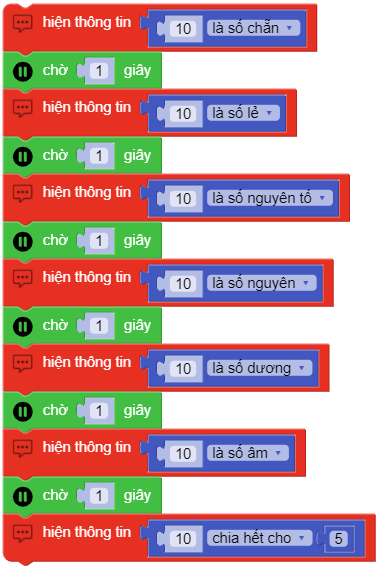 hiện thông tin 10 là số chẵn
chờ 1 giây
hiện thông tin 10 là số lẻ
chờ 1 giây
hiện thông tin 10 là số nguyên tố
chờ 1 giây
hiện thông tin 10 là số nguyên
chờ 1 giây
hiện thông tin 10 là số dương
chờ 1 giây
hiện thông tin 10 là số âm
chờ 1 giây
hiện thông tin 10 chia hết cho 5